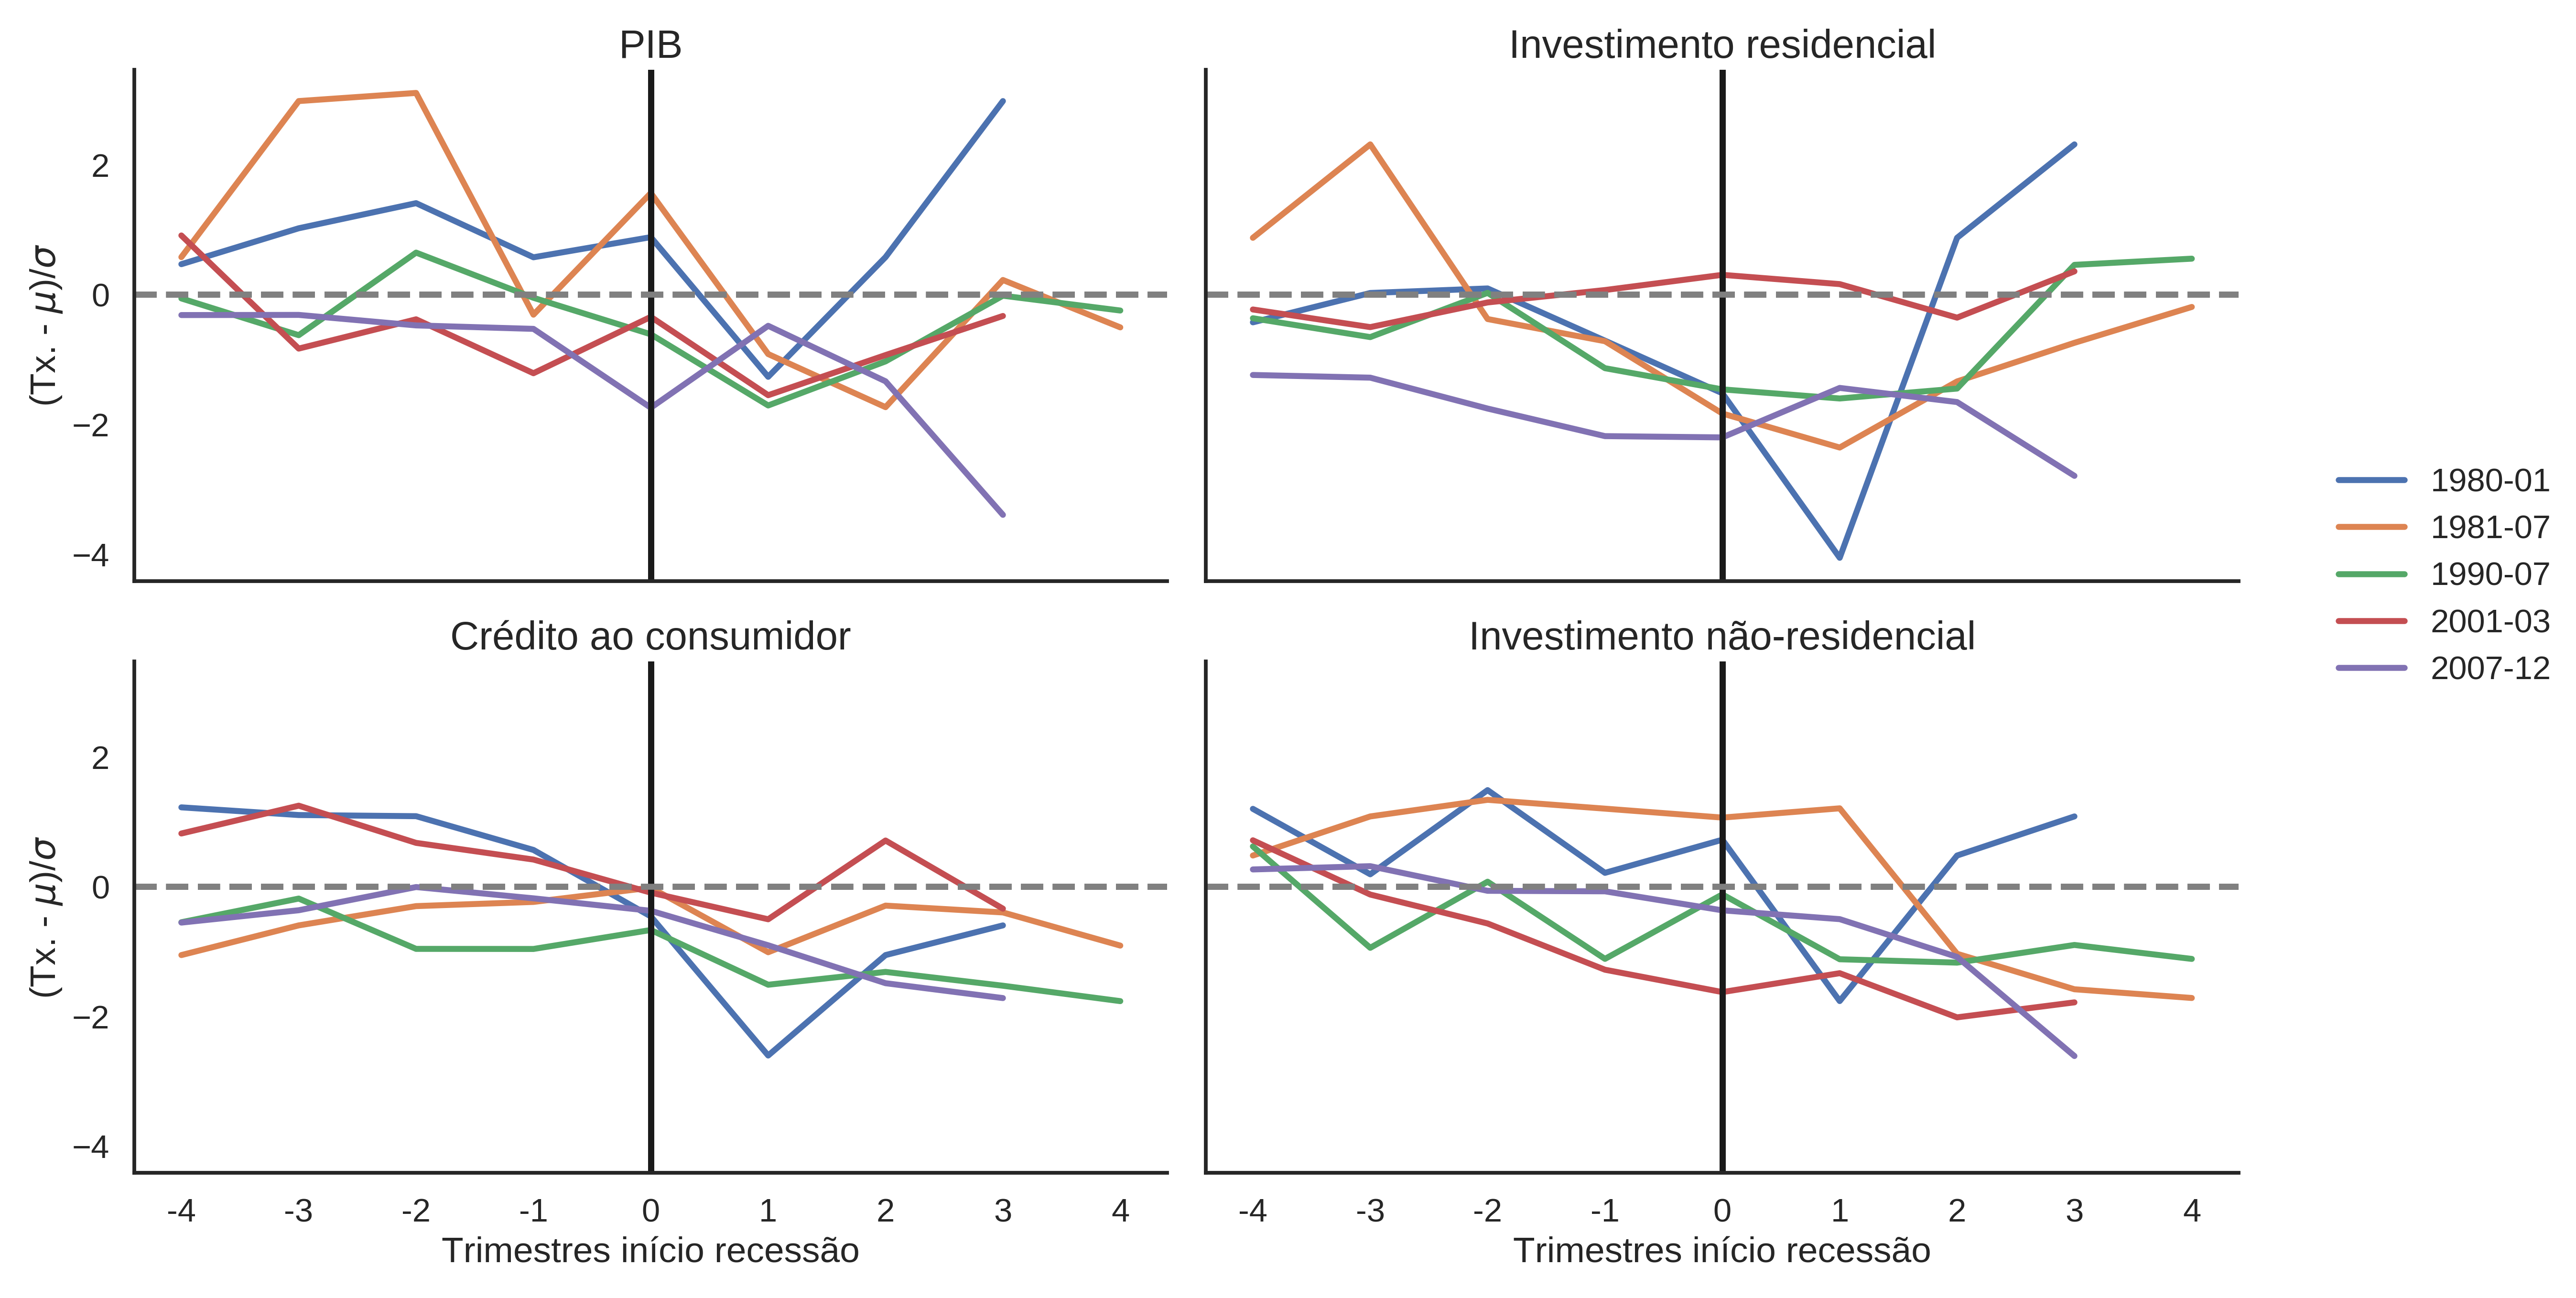 PIB
Investimento residencial
(Tx. - μ)/σ
2
0
−2
−4
1980-01
1981-07
1990-07
2001-03
2007-12
Crédito ao consumidor
Investimento não-residencial
(Tx. - μ)/σ
2
0
−2
−4
-4 -3 -2 -1 0 1 2 3 4
-4 -3 -2 -1 0 1 2 3 4
Trimestres início recessão
Trimestres início recessão